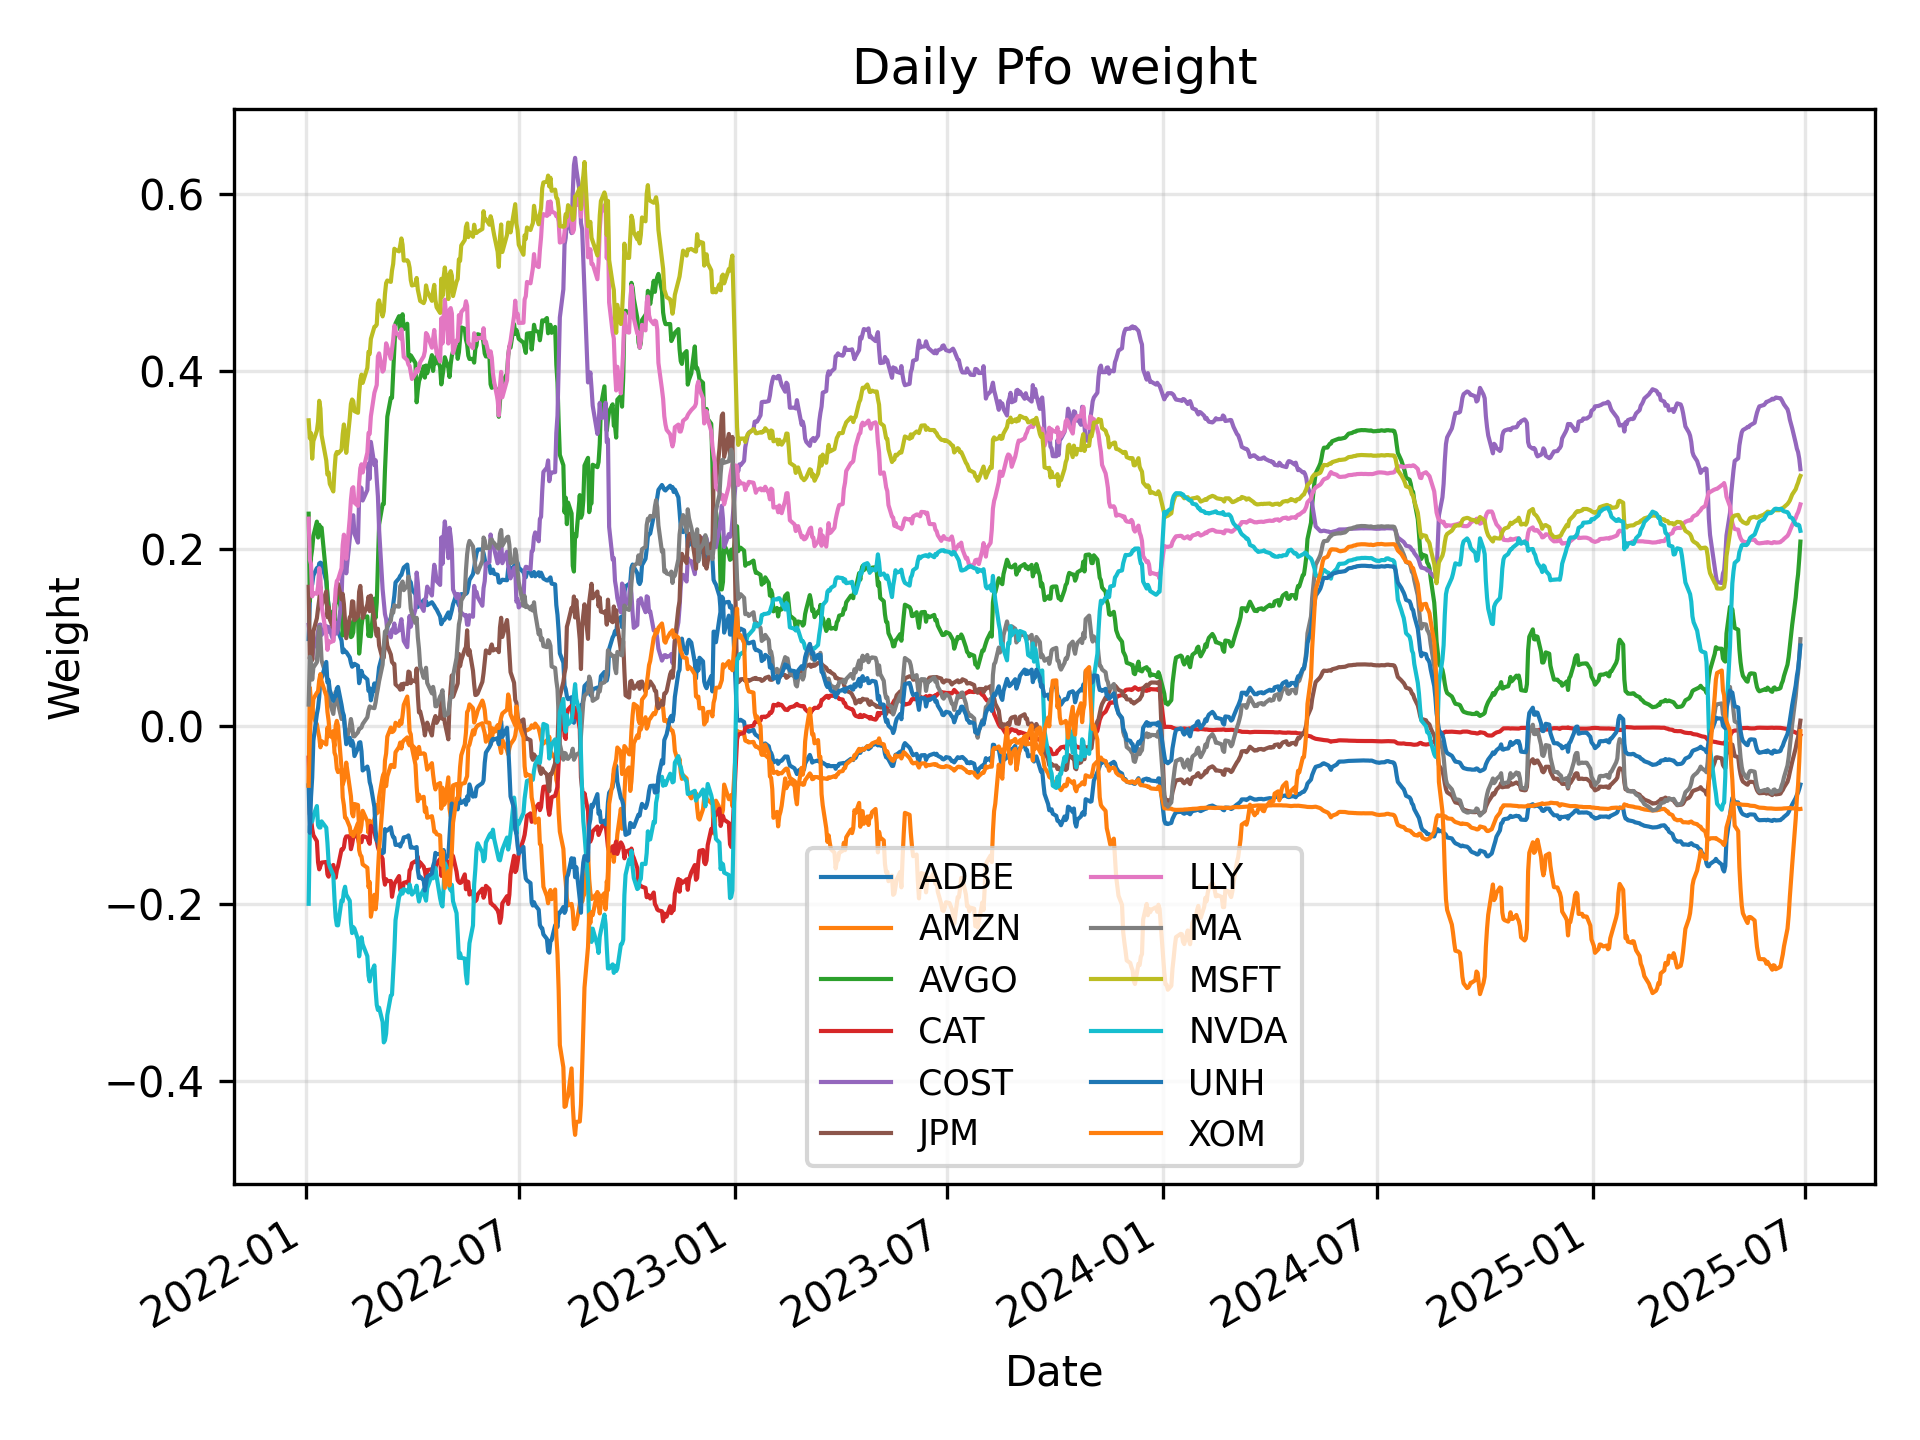 Daily Pfo weight
Weight
0.6
0.4
0.2
0.0
−0.2
−0.4
ADBE
AMZN
AVGO
CAT
COST
JPM
LLY
MA
MSFT
NVDA
UNH
XOM
2022-01
2022-07
2023-01
2023-07
2024-01
2024-07
2025-01
2025-07
Date